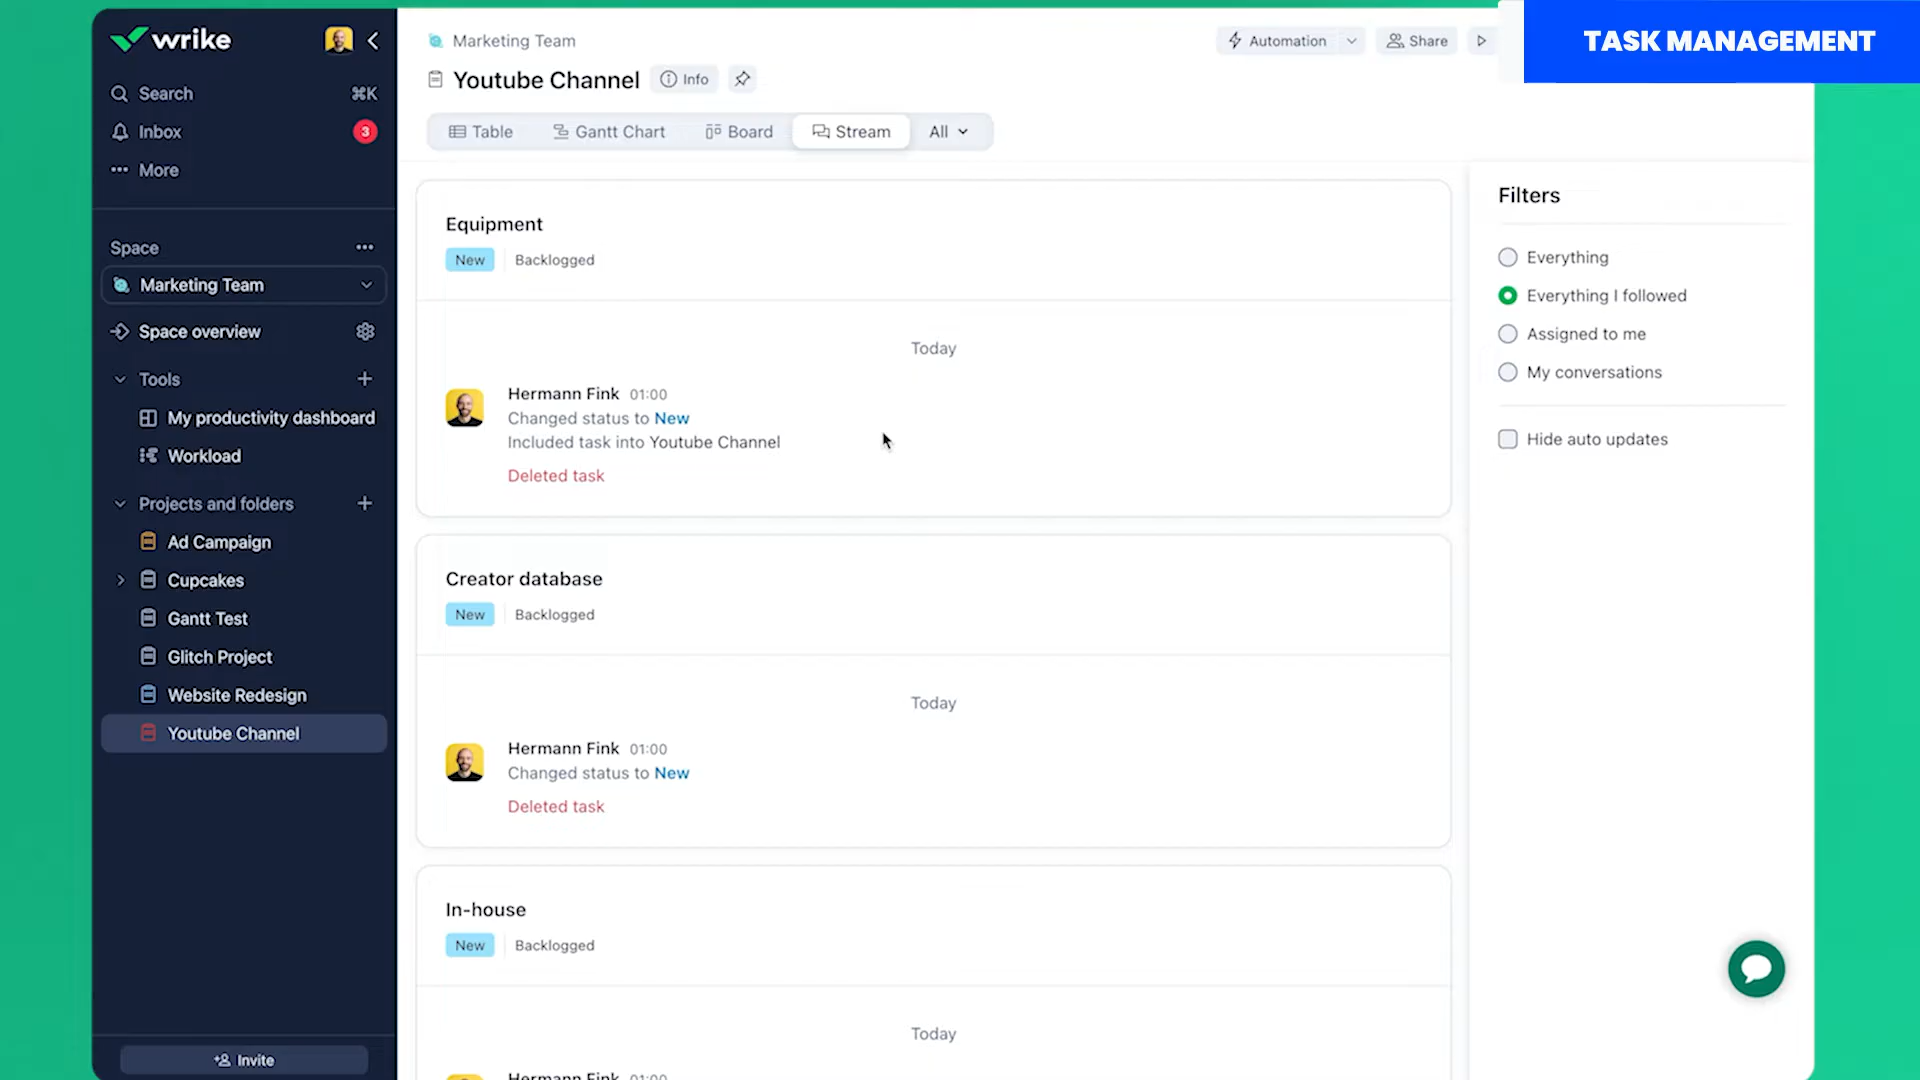 wrike
Search ⌘K
Inbox 3
More
Space
Marketing Team
Space overview
Tools
My productivity dashboard
Workload
Projects and folders
Ad Campaign
Cupcakes
Gantt Test
Glitch Project
Website Redesign
Youtube Channel
Invite
Marketing Team
Youtube Channel Info
Automation Share
TASK MANAGEMENT
Table Gantt Chart Board Stream All
Equipment
New Backlogged
Today
Hermann Fink 01:00
Changed status to New
Included task into Youtube Channel
Deleted task
Creator database
New Backlogged
Today
Hermann Fink 01:00
Changed status to New
Deleted task
In-house
New Backlogged
Today
Hermann Fink 01:00
Filters
Everything
Everything I followed
Assigned to me
My conversations
Hide auto updates